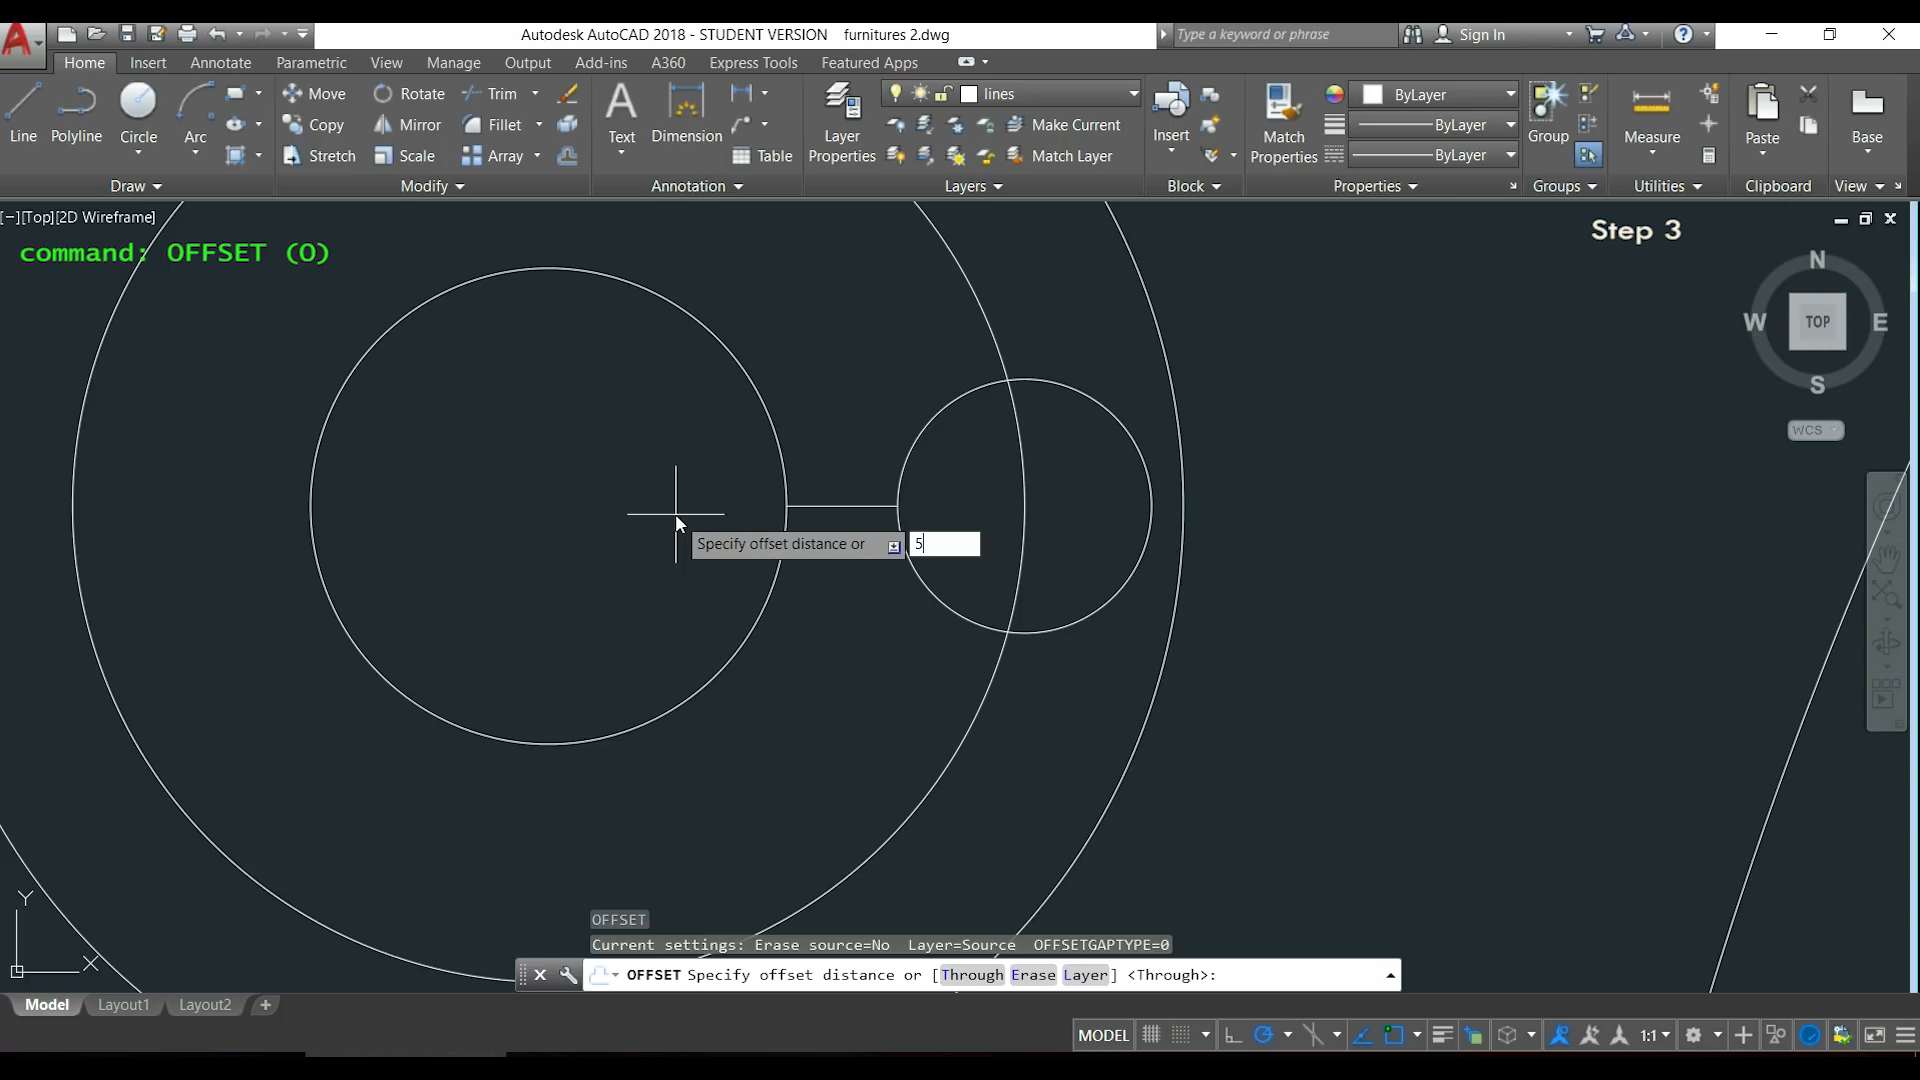 Autodesk AutoCAD 2018 - STUDENT VERSION furnitures 2.dwg
Type a keyword or phrase
Sign In
Home Insert Annotate Parametric View Manage Output Add-ins A360 Express Tools Featured Apps
Line Polyline Circle Arc
Move Rotate Trim
Copy Mirror Fillet
Stretch Scale Array
Text Dimension
Table
Layer Properties
lines
Make Current
Match Layer
Insert
Match Properties
ByLayer
ByLayer
ByLayer
Group
Measure
Paste
Base
Draw Modify Annotation Layers Block Properties Groups Utilities Clipboard View
[−][Top][2D Wireframe]
command: OFFSET (O)
Step 3
N
W TOP E
S
WCS
Specify offset distance or 5
Y
X
OFFSET
Current settings: Erase source=No Layer=Source OFFSETGAPTYPE=0
OFFSET Specify offset distance or [Through Erase Layer] <Through>:
Model Layout1 Layout2 +
MODEL 1:1